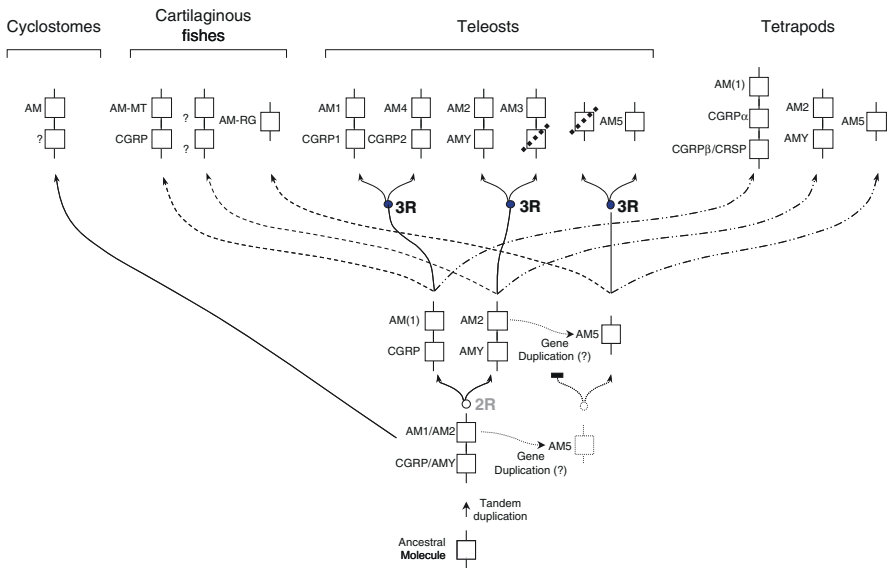 Cyclostomes
Cartilaginous
fishes
Teleosts
Tetrapods
AM
?
AM-MT
CGRP
?
?
AM-RG
AM1
CGRP1
AM4
CGRP2
AM2
AMY
AM3
AM5
AM(1)
CGRPα
CGRPβ/CRSP
AM2
AMY
AM5
3R
3R
3R
AM(1)
CGRP
AM2
AMY
AM5
Gene
Duplication (?)
2R
AM1/AM2
CGRP/AMY
AM5
Gene
Duplication (?)
Tandem
duplication
Ancestral
Molecule